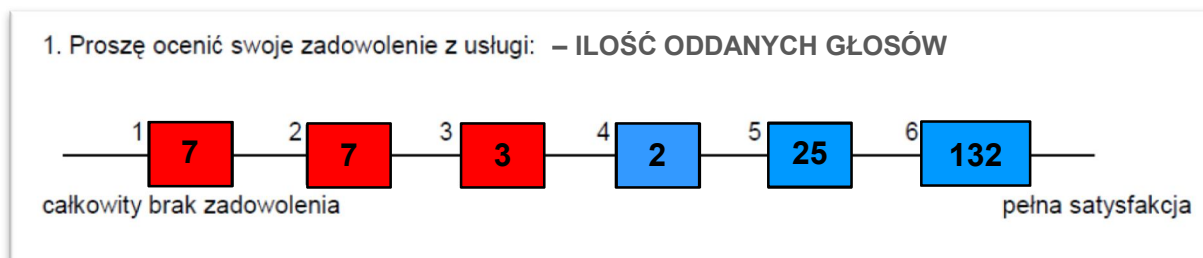 1. Proszę ocenić swoje zadowolenie z usługi: – ILOŚĆ ODDANYCH GŁOSÓW
1 7 2 7 3 3 4 2 5 25 6 132
całkowity brak zadowolenia pełna satysfakcja